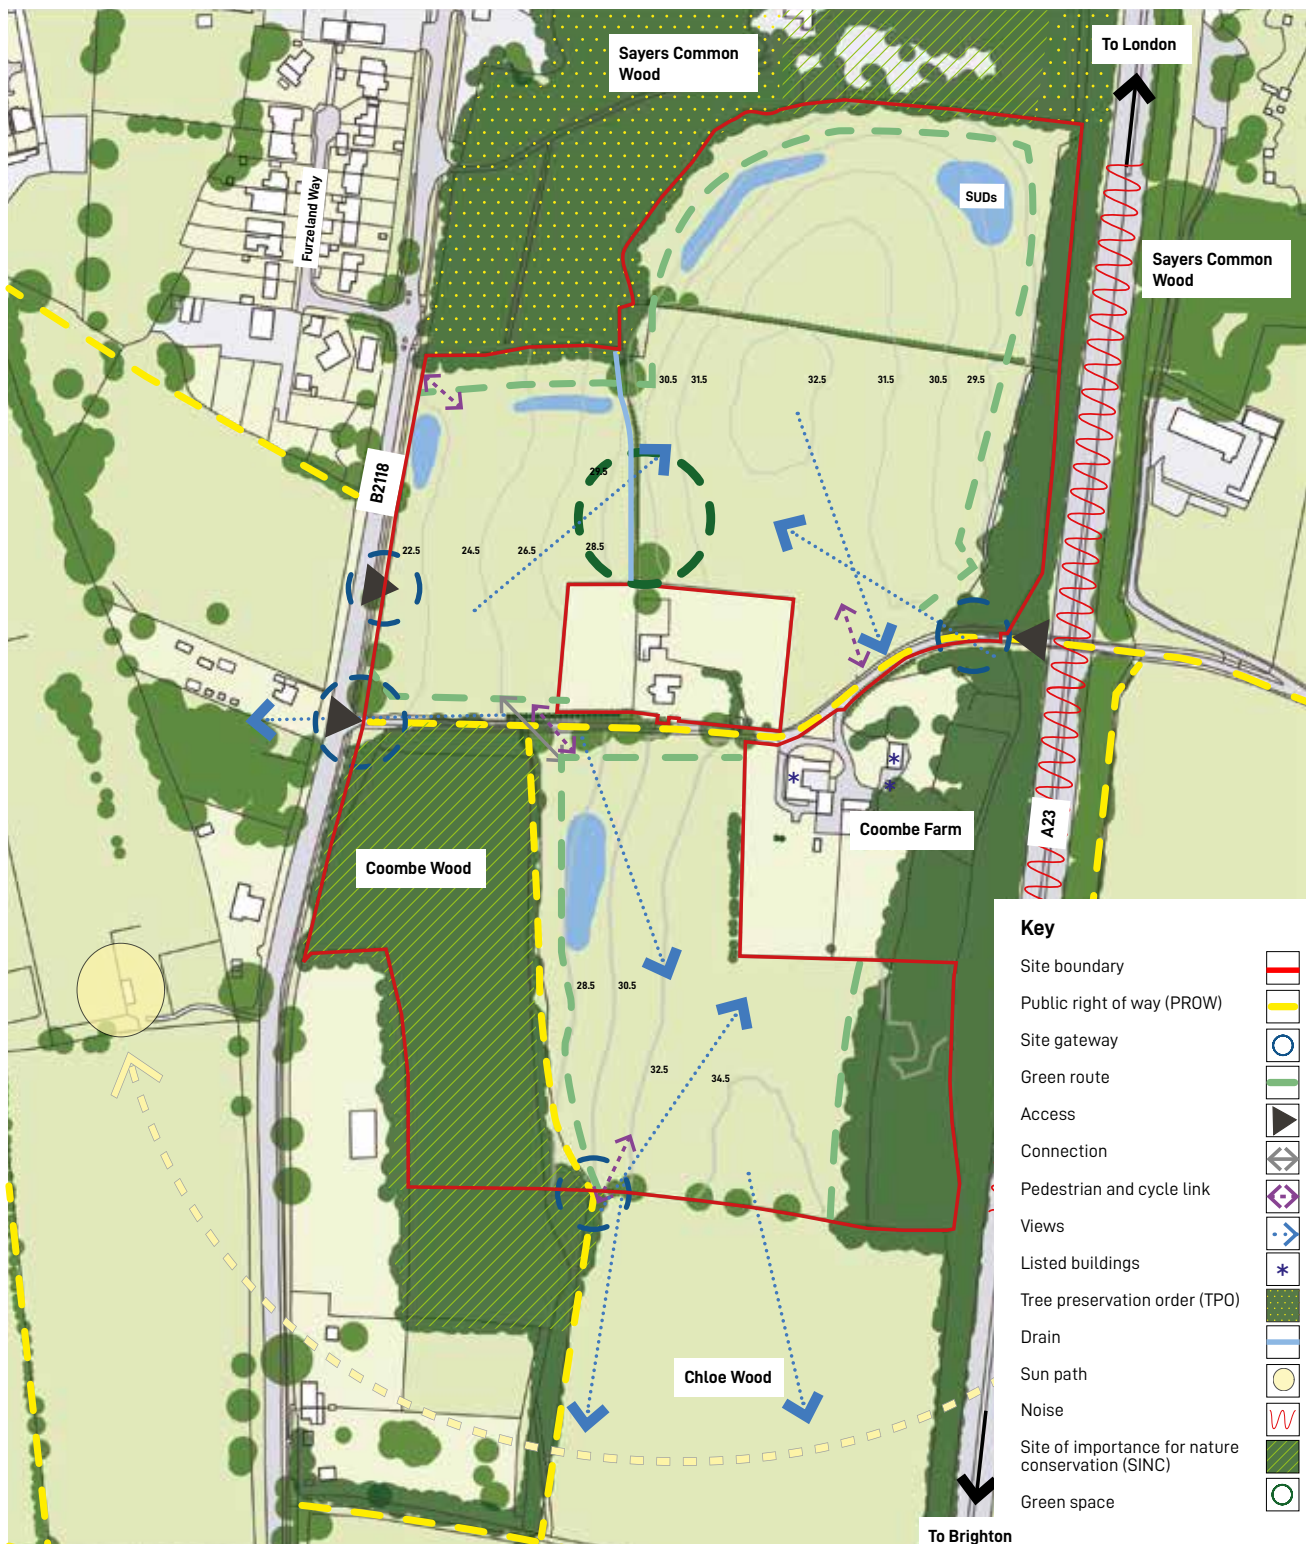 Sayers Common
Wood
To London
Furzeland Way
SUDs
Sayers Common
Wood
30.5
31.5
32.5
31.5
30.5
29.5
B2118
29.5
22.5
24.5
26.5
28.5
Coombe Farm
A23
Coombe Wood
28.5
30.5
32.5
34.5
Chloe Wood
To Brighton
Key
Site boundary
Public right of way (PROW)
Site gateway
Green route
Access
Connection
Pedestrian and cycle link
Views
Listed buildings
Tree preservation order (TPO)
Drain
Sun path
Noise
Site of importance for nature
conservation (SINC)
Green space